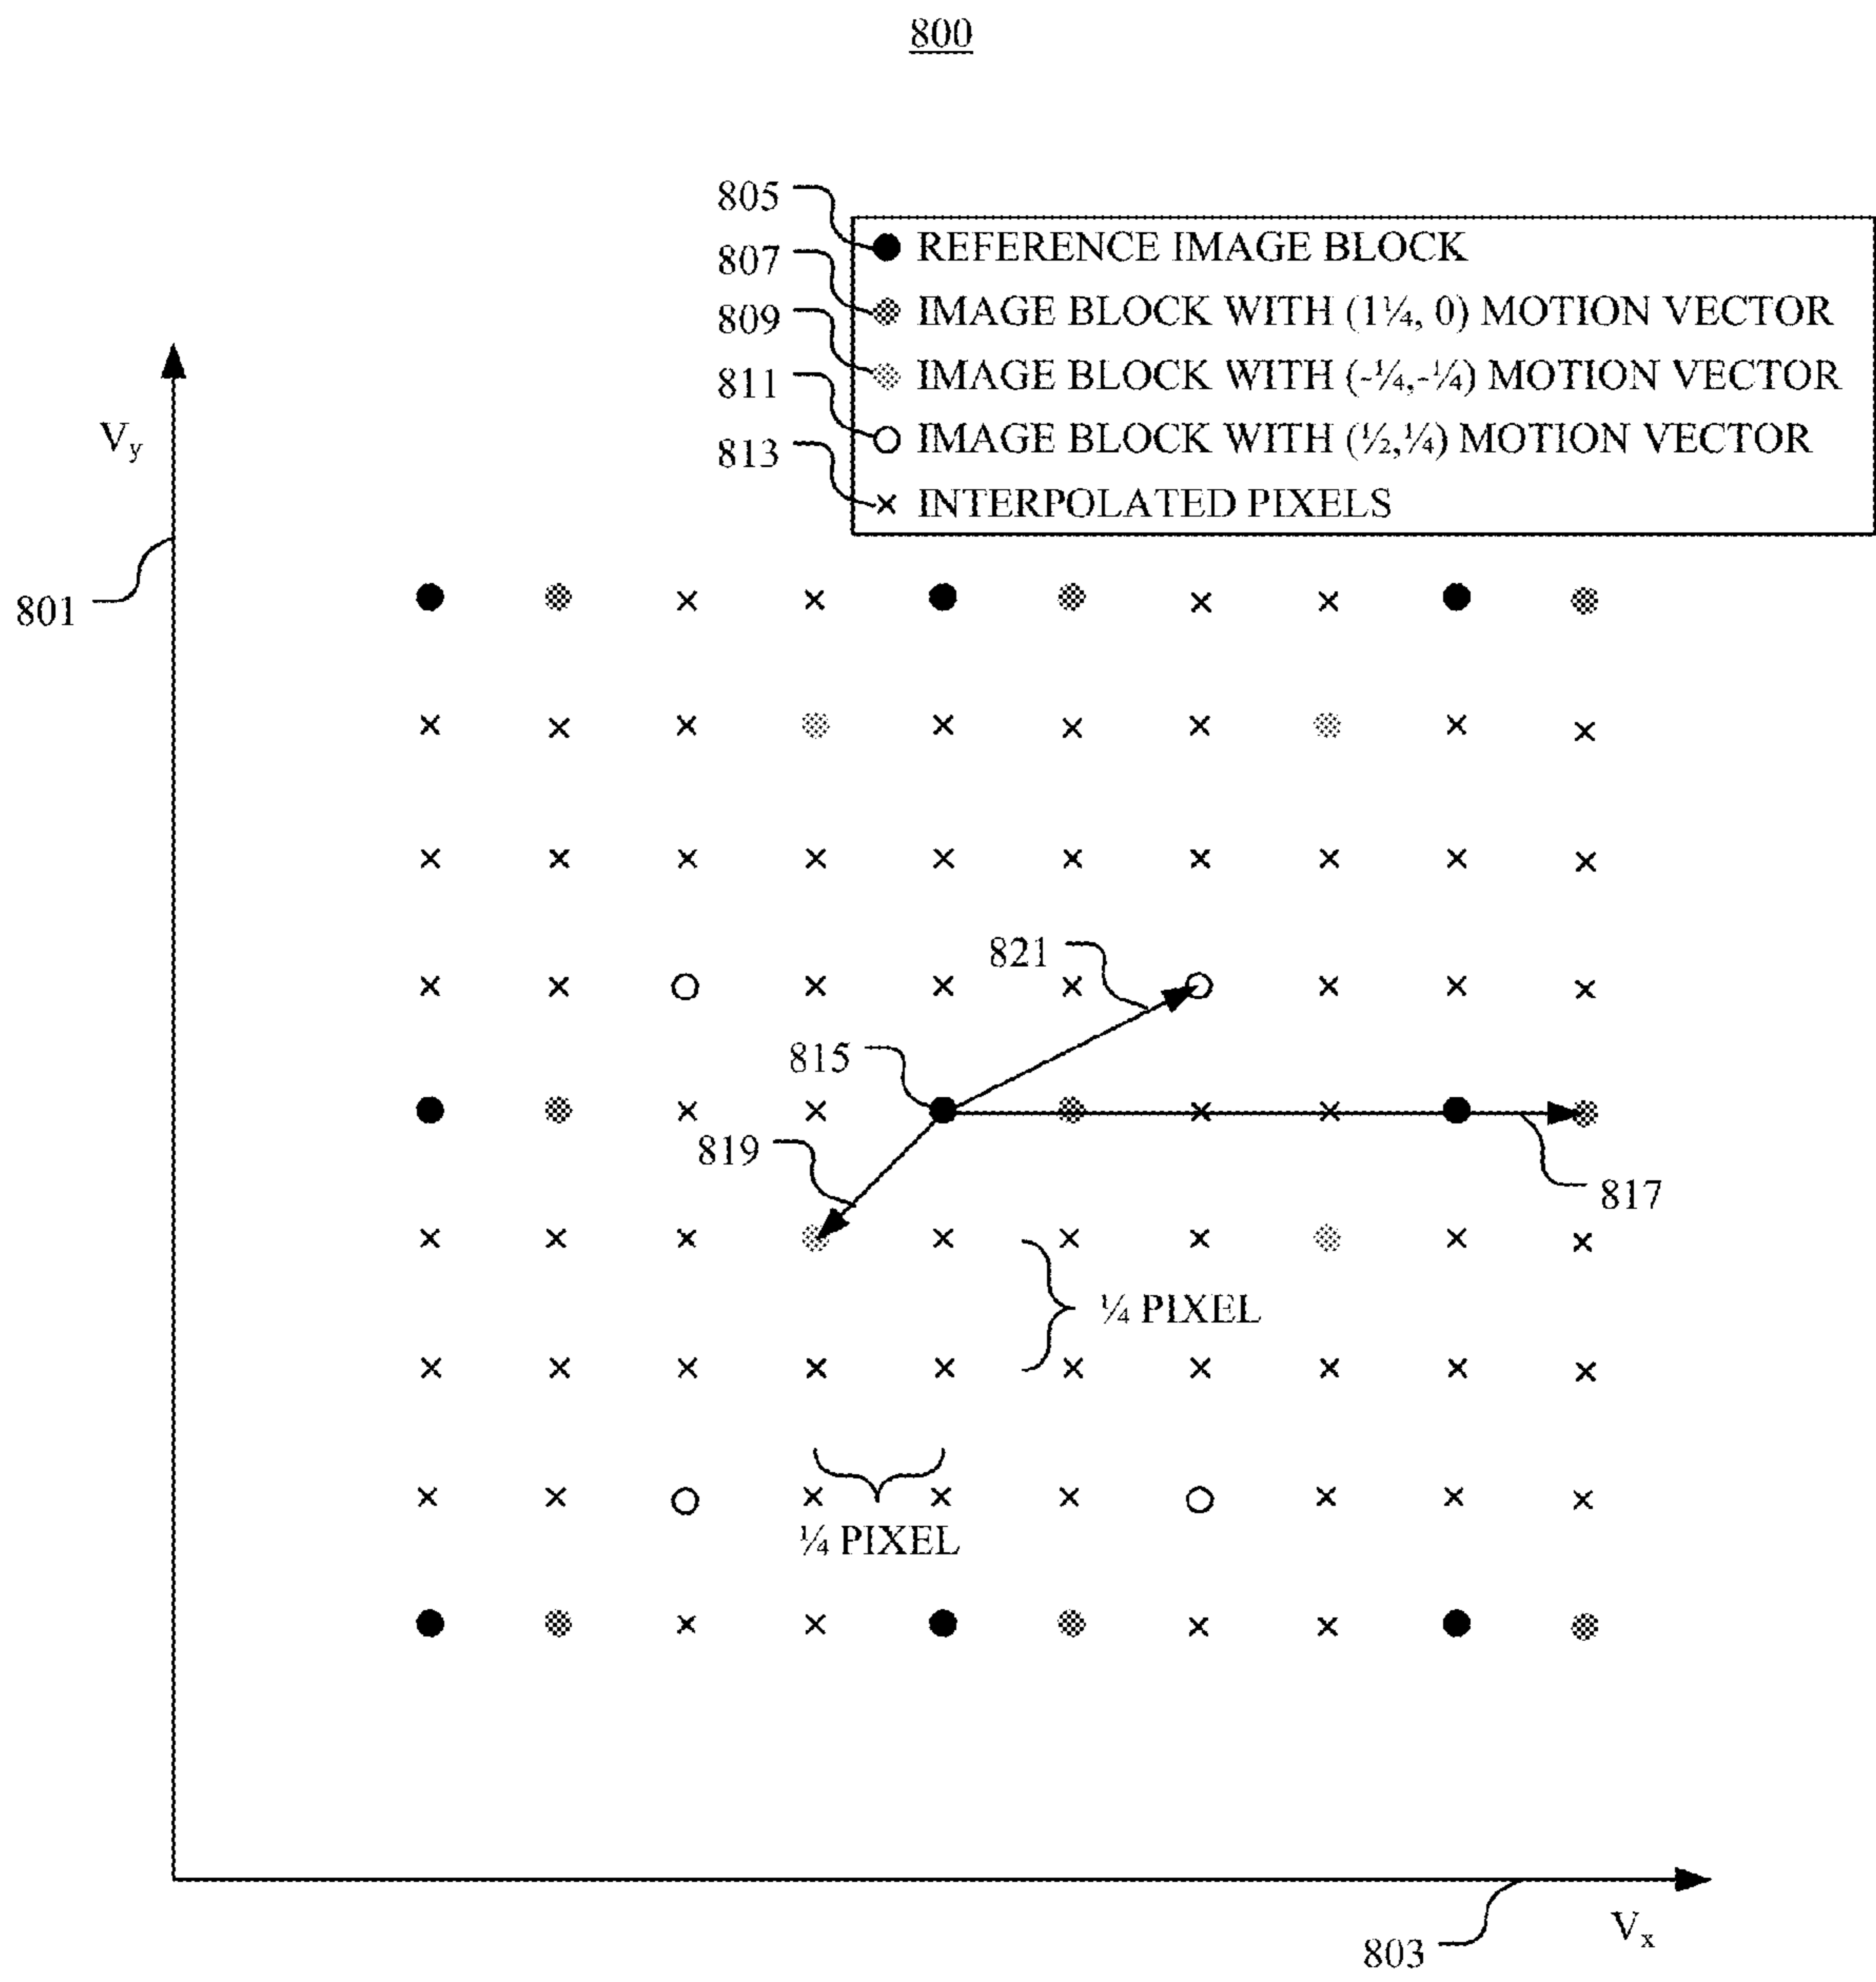 800
805
REFERENCE IMAGE BLOCK
807
IMAGE BLOCK WITH (1¼, 0) MOTION VECTOR
809
IMAGE BLOCK WITH (-¼,-¼) MOTION VECTOR
811
IMAGE BLOCK WITH (½,¼) MOTION VECTOR
813
INTERPOLATED PIXELS
Vy
801
821
815
819
817
¼ PIXEL
¼ PIXEL
Vx
803